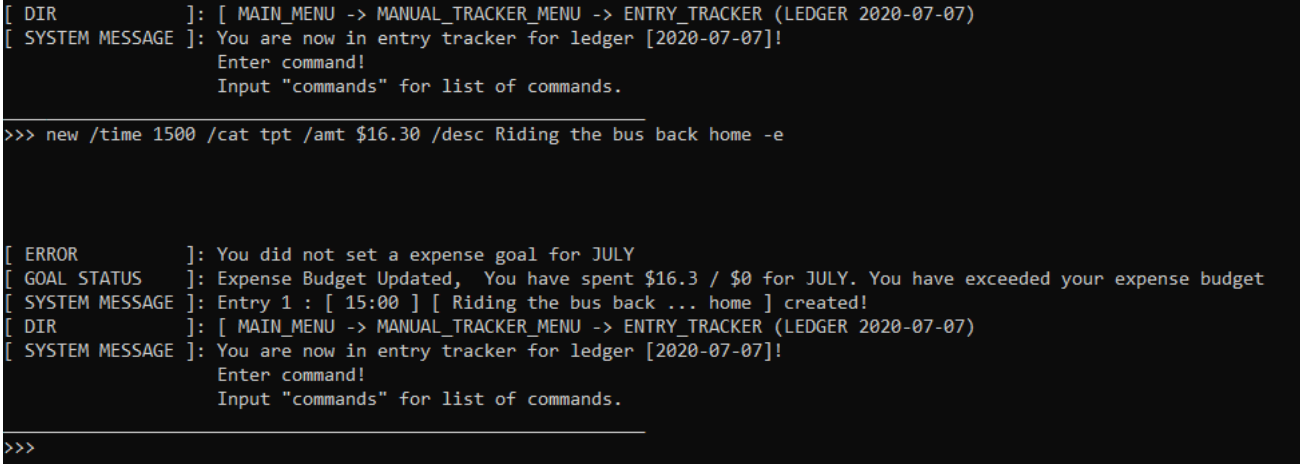 [ DIR            ]: [ MAIN_MENU -> MANUAL_TRACKER_MENU -> ENTRY_TRACKER (LEDGER 2020-07-07)
[ SYSTEM MESSAGE ]: You are now in entry tracker for ledger [2020-07-07]!
                    Enter command!
                    Input "commands" for list of commands.
____________________________________________________________
>>> new /time 1500 /cat tpt /amt $16.30 /desc Riding the bus back home -e
[ ERROR          ]: You did not set a expense goal for JULY
[ GOAL STATUS    ]: Expense Budget Updated,  You have spent $16.3 / $0 for JULY. You have exceeded your expense budget
[ SYSTEM MESSAGE ]: Entry 1 : [ 15:00 ] [ Riding the bus back ... home ] created!
[ DIR            ]: [ MAIN_MENU -> MANUAL_TRACKER_MENU -> ENTRY_TRACKER (LEDGER 2020-07-07)
[ SYSTEM MESSAGE ]: You are now in entry tracker for ledger [2020-07-07]!
                    Enter command!
                    Input "commands" for list of commands.
____________________________________________________________
>>>